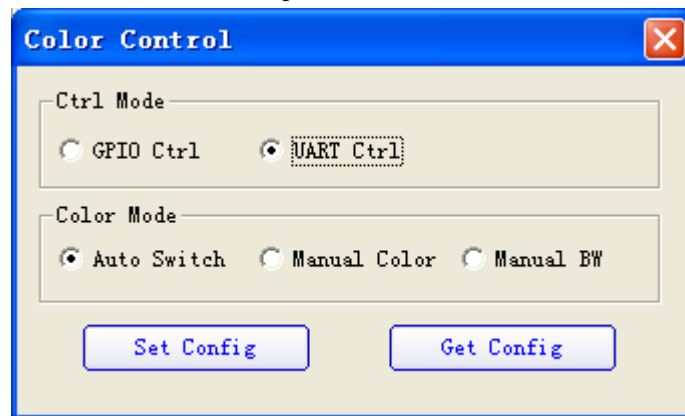 Color Control
Ctrl Mode
GPIO Ctrl UART Ctrl
Color Mode
Auto Switch Manual Color Manual BW
Set Config Get Config